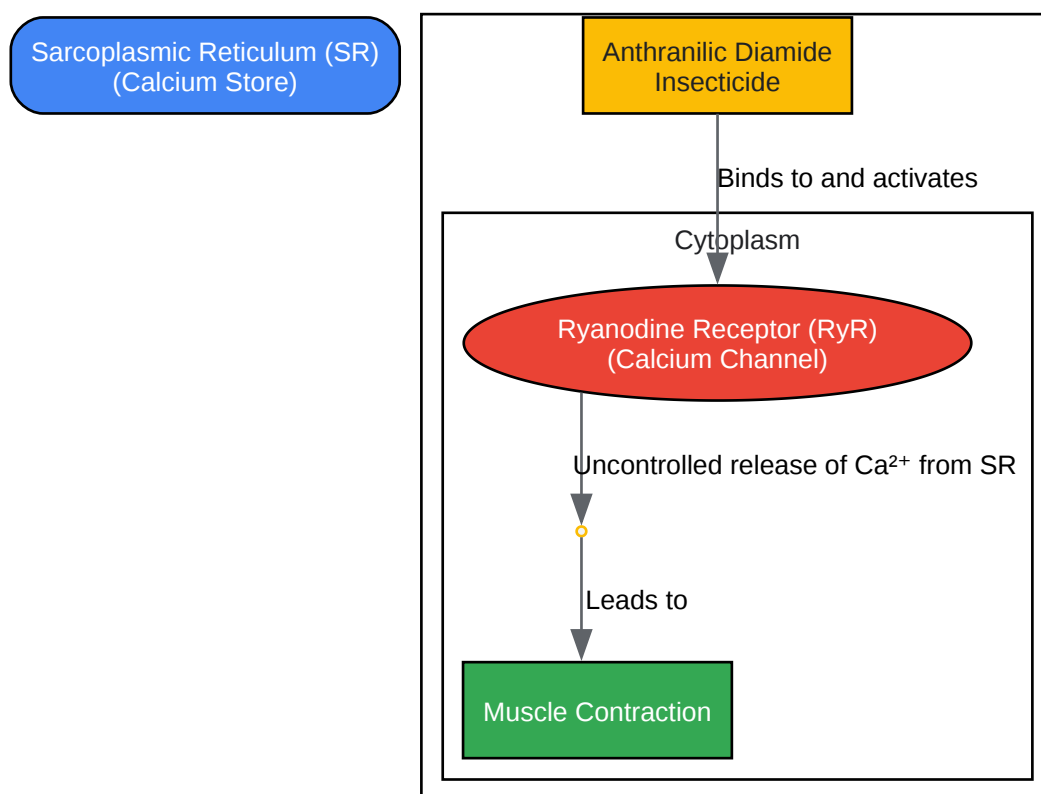 Sarcoplasmic Reticulum (SR)
(Calcium Store)
Anthranilic Diamide
Insecticide
Binds to and activates
Cytoplasm
Ryanodine Receptor (RyR)
(Calcium Channel)
Uncontrolled release of Ca²⁺ from SR
Leads to
Muscle Contraction